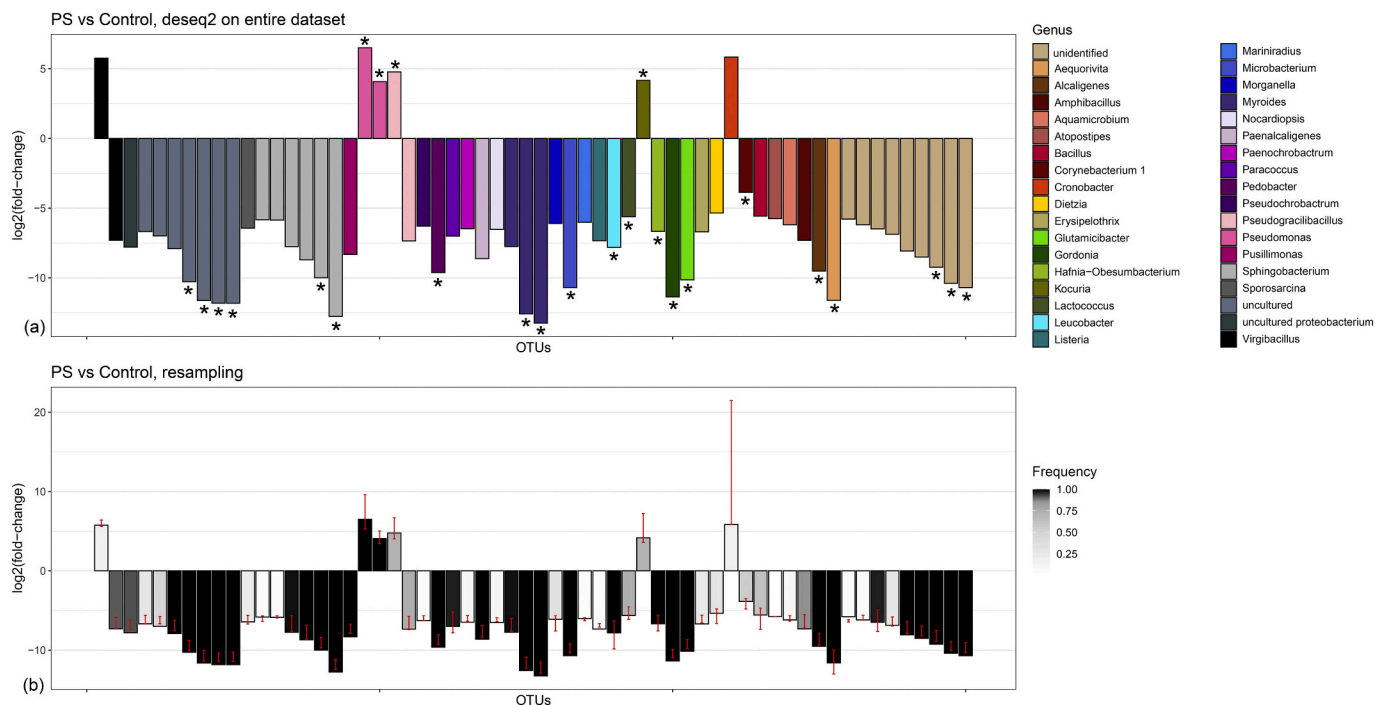 PS vs Control, deseq2 on entire dataset
log2(fold−change)
5
0
−5
−10
* * * * * * * * * * * * * * * * * * * * * * * *
(a)
OTUs
Genus
unidentified
Aequorivita
Alcaligenes
Amphibacillus
Aquamicrobium
Atopostipes
Bacillus
Corynebacterium 1
Cronobacter
Dietzia
Erysipelothrix
Glutamicibacter
Gordonia
Hafnia−Obesumbacterium
Kocuria
Lactococcus
Leucobacter
Listeria
Mariniradius
Microbacterium
Morganella
Myroides
Nocardiopsis
Paenalcaligenes
Paenochrobactrum
Paracoccus
Pedobacter
Pseudochrobactrum
Pseudogracilibacillus
Pseudomonas
Pusillimonas
Sphingobacterium
Sporosarcina
uncultured
uncultured proteobacterium
Virgibacillus
PS vs Control, resampling
log2(fold−change)
20
10
0
−10
(b)
OTUs
Frequency
1.00
0.75
0.50
0.25